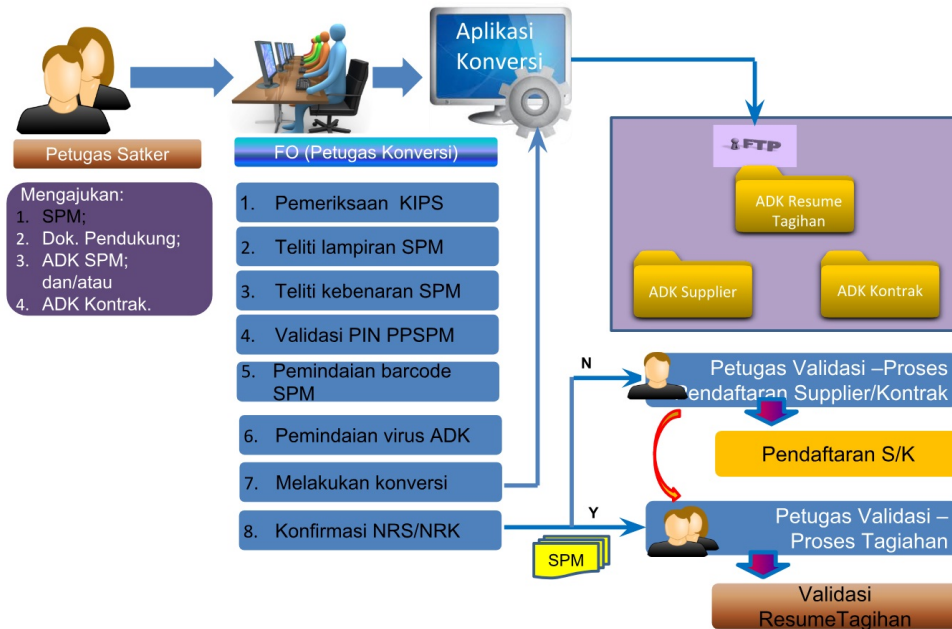 Aplikasi
Konversi
Petugas Satker
FO (Petugas Konversi)
Mengajukan:
1. SPM;
2. Dok. Pendukung;
3. ADK SPM;
dan/atau
4. ADK Kontrak.
1. Pemeriksaan KIPS
2. Teliti lampiran SPM
3. Teliti kebenaran SPM
4. Validasi PIN PPSPM
5. Pemindaian barcode
SPM
6. Pemindaian virus ADK
7. Melakukan konversi
8. Konfirmasi NRS/NRK
FTP
ADK Resume
Tagihan
ADK Supplier
ADK Kontrak
N
Petugas Validasi –Proses
Pendaftaran Supplier/Kontrak
Pendaftaran S/K
Y
SPM
Petugas Validasi –
Proses Tagiahan
Validasi
ResumeTagihan